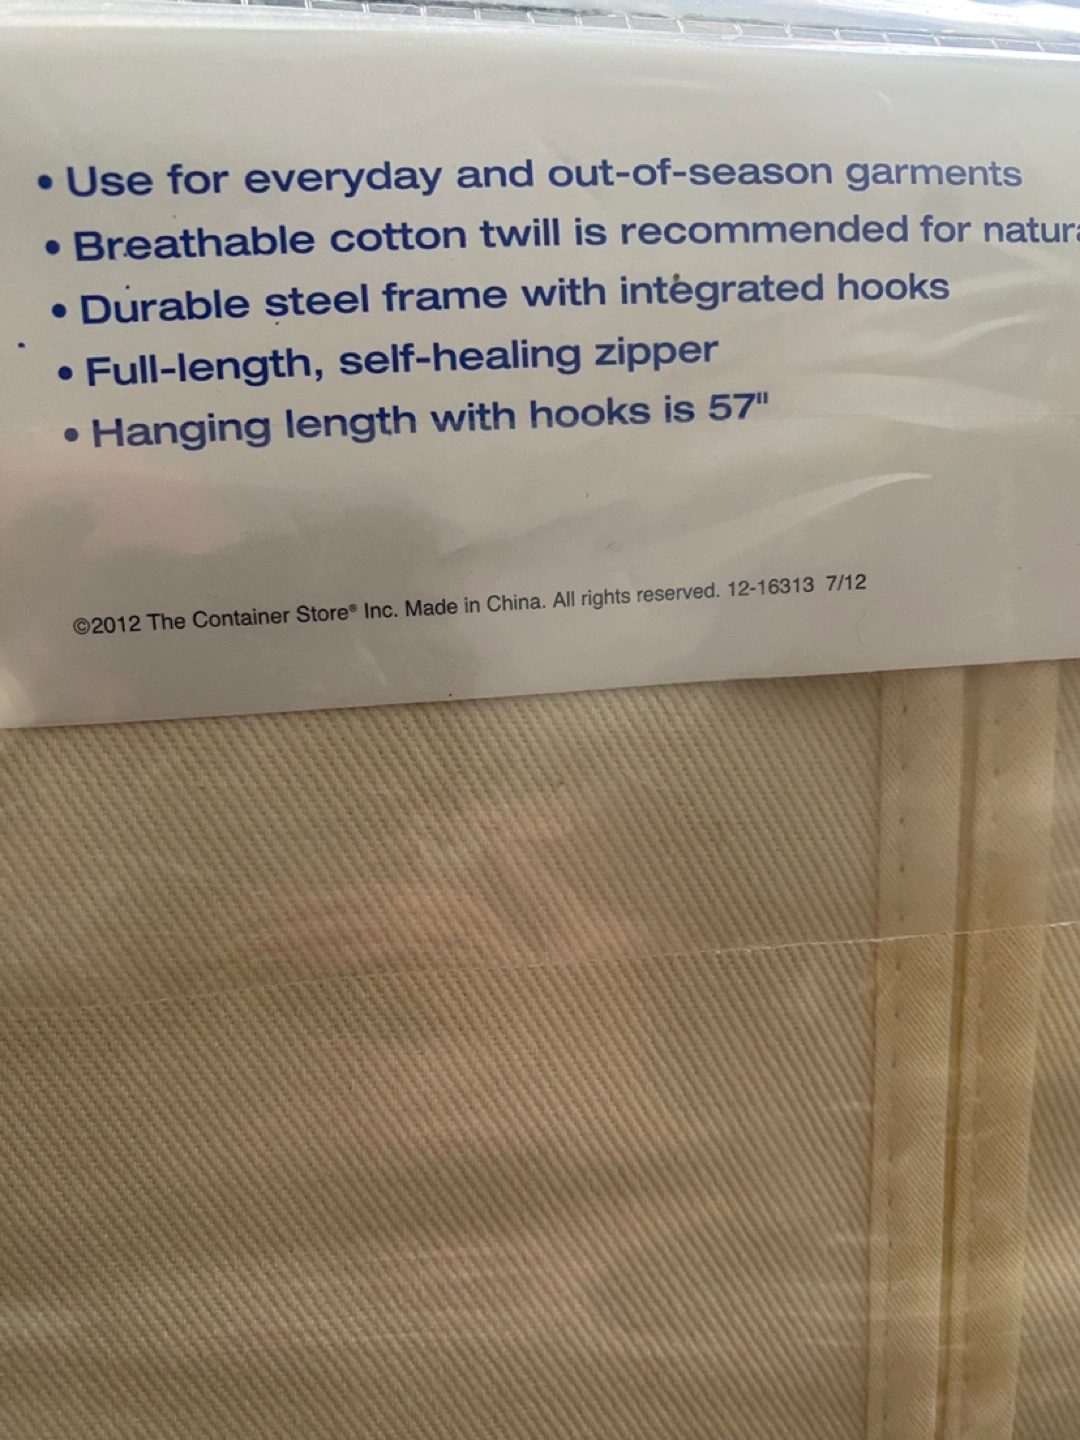 • Use for everyday and out-of-season garments
• Breathable cotton twill is recommended for
• Durable steel frame with integrated hooks
• Full-length, self-healing zipper
• Hanging length with hooks is 57"
©2012 The Container Store® Inc. Made in China. All rights reserved. 12-16313 7/12